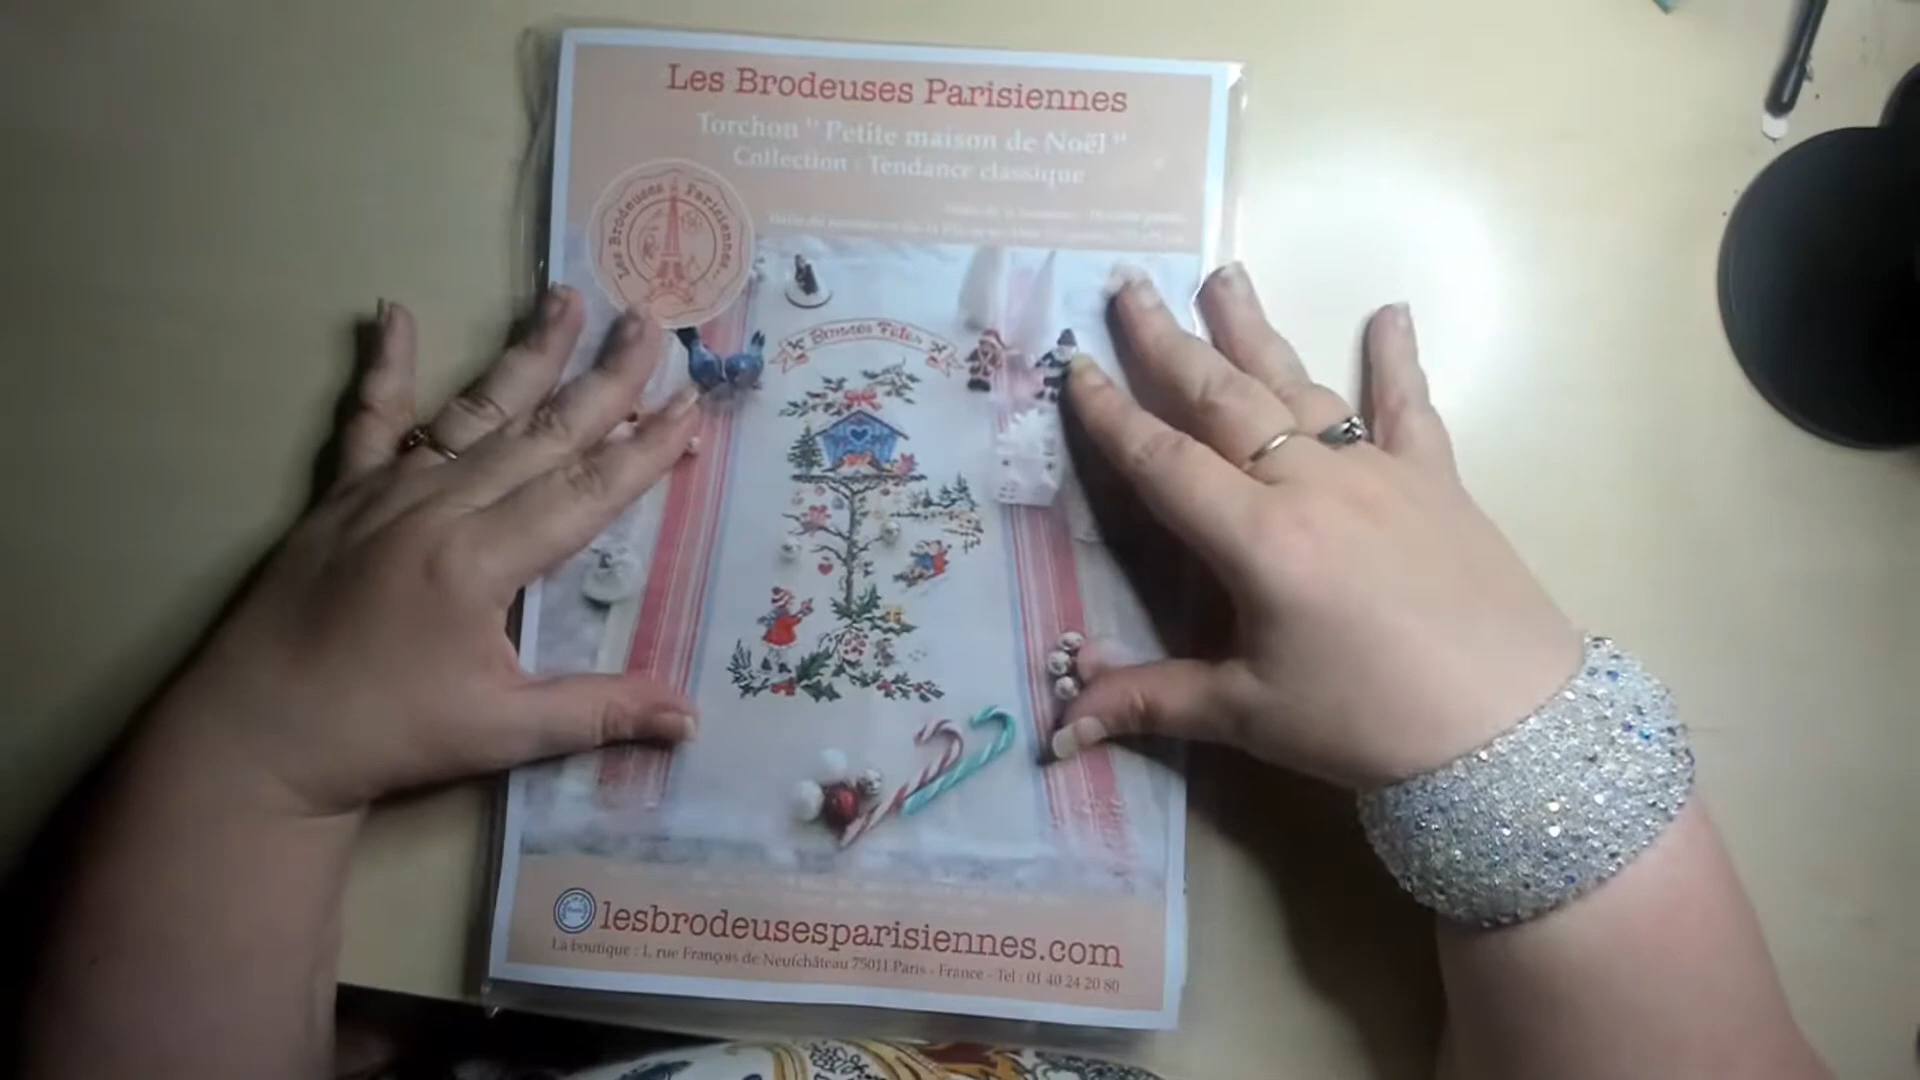 Les Brodeuses Parisiennes
Torchon " Petite maison de Noël "
Collection : Tendance classique
Les Brodeuses Parisiennes
Bonnes Fêtes
lesbrodeusesparisiennes.com
La boutique : 1, rue François de Neufchâteau 75011 Paris - France - Tel : 01 40 24 20 80